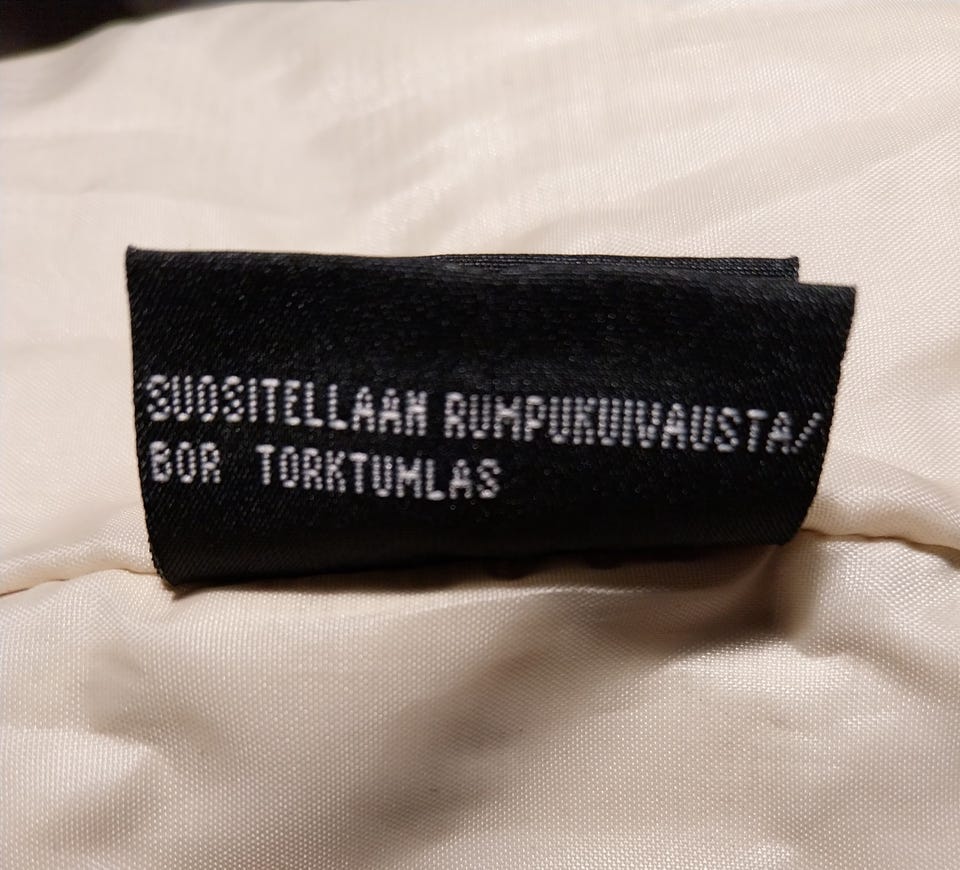 SUOSITELLAAN RUMPUKUIVAUSTA/
BOR TORKTUMLAS